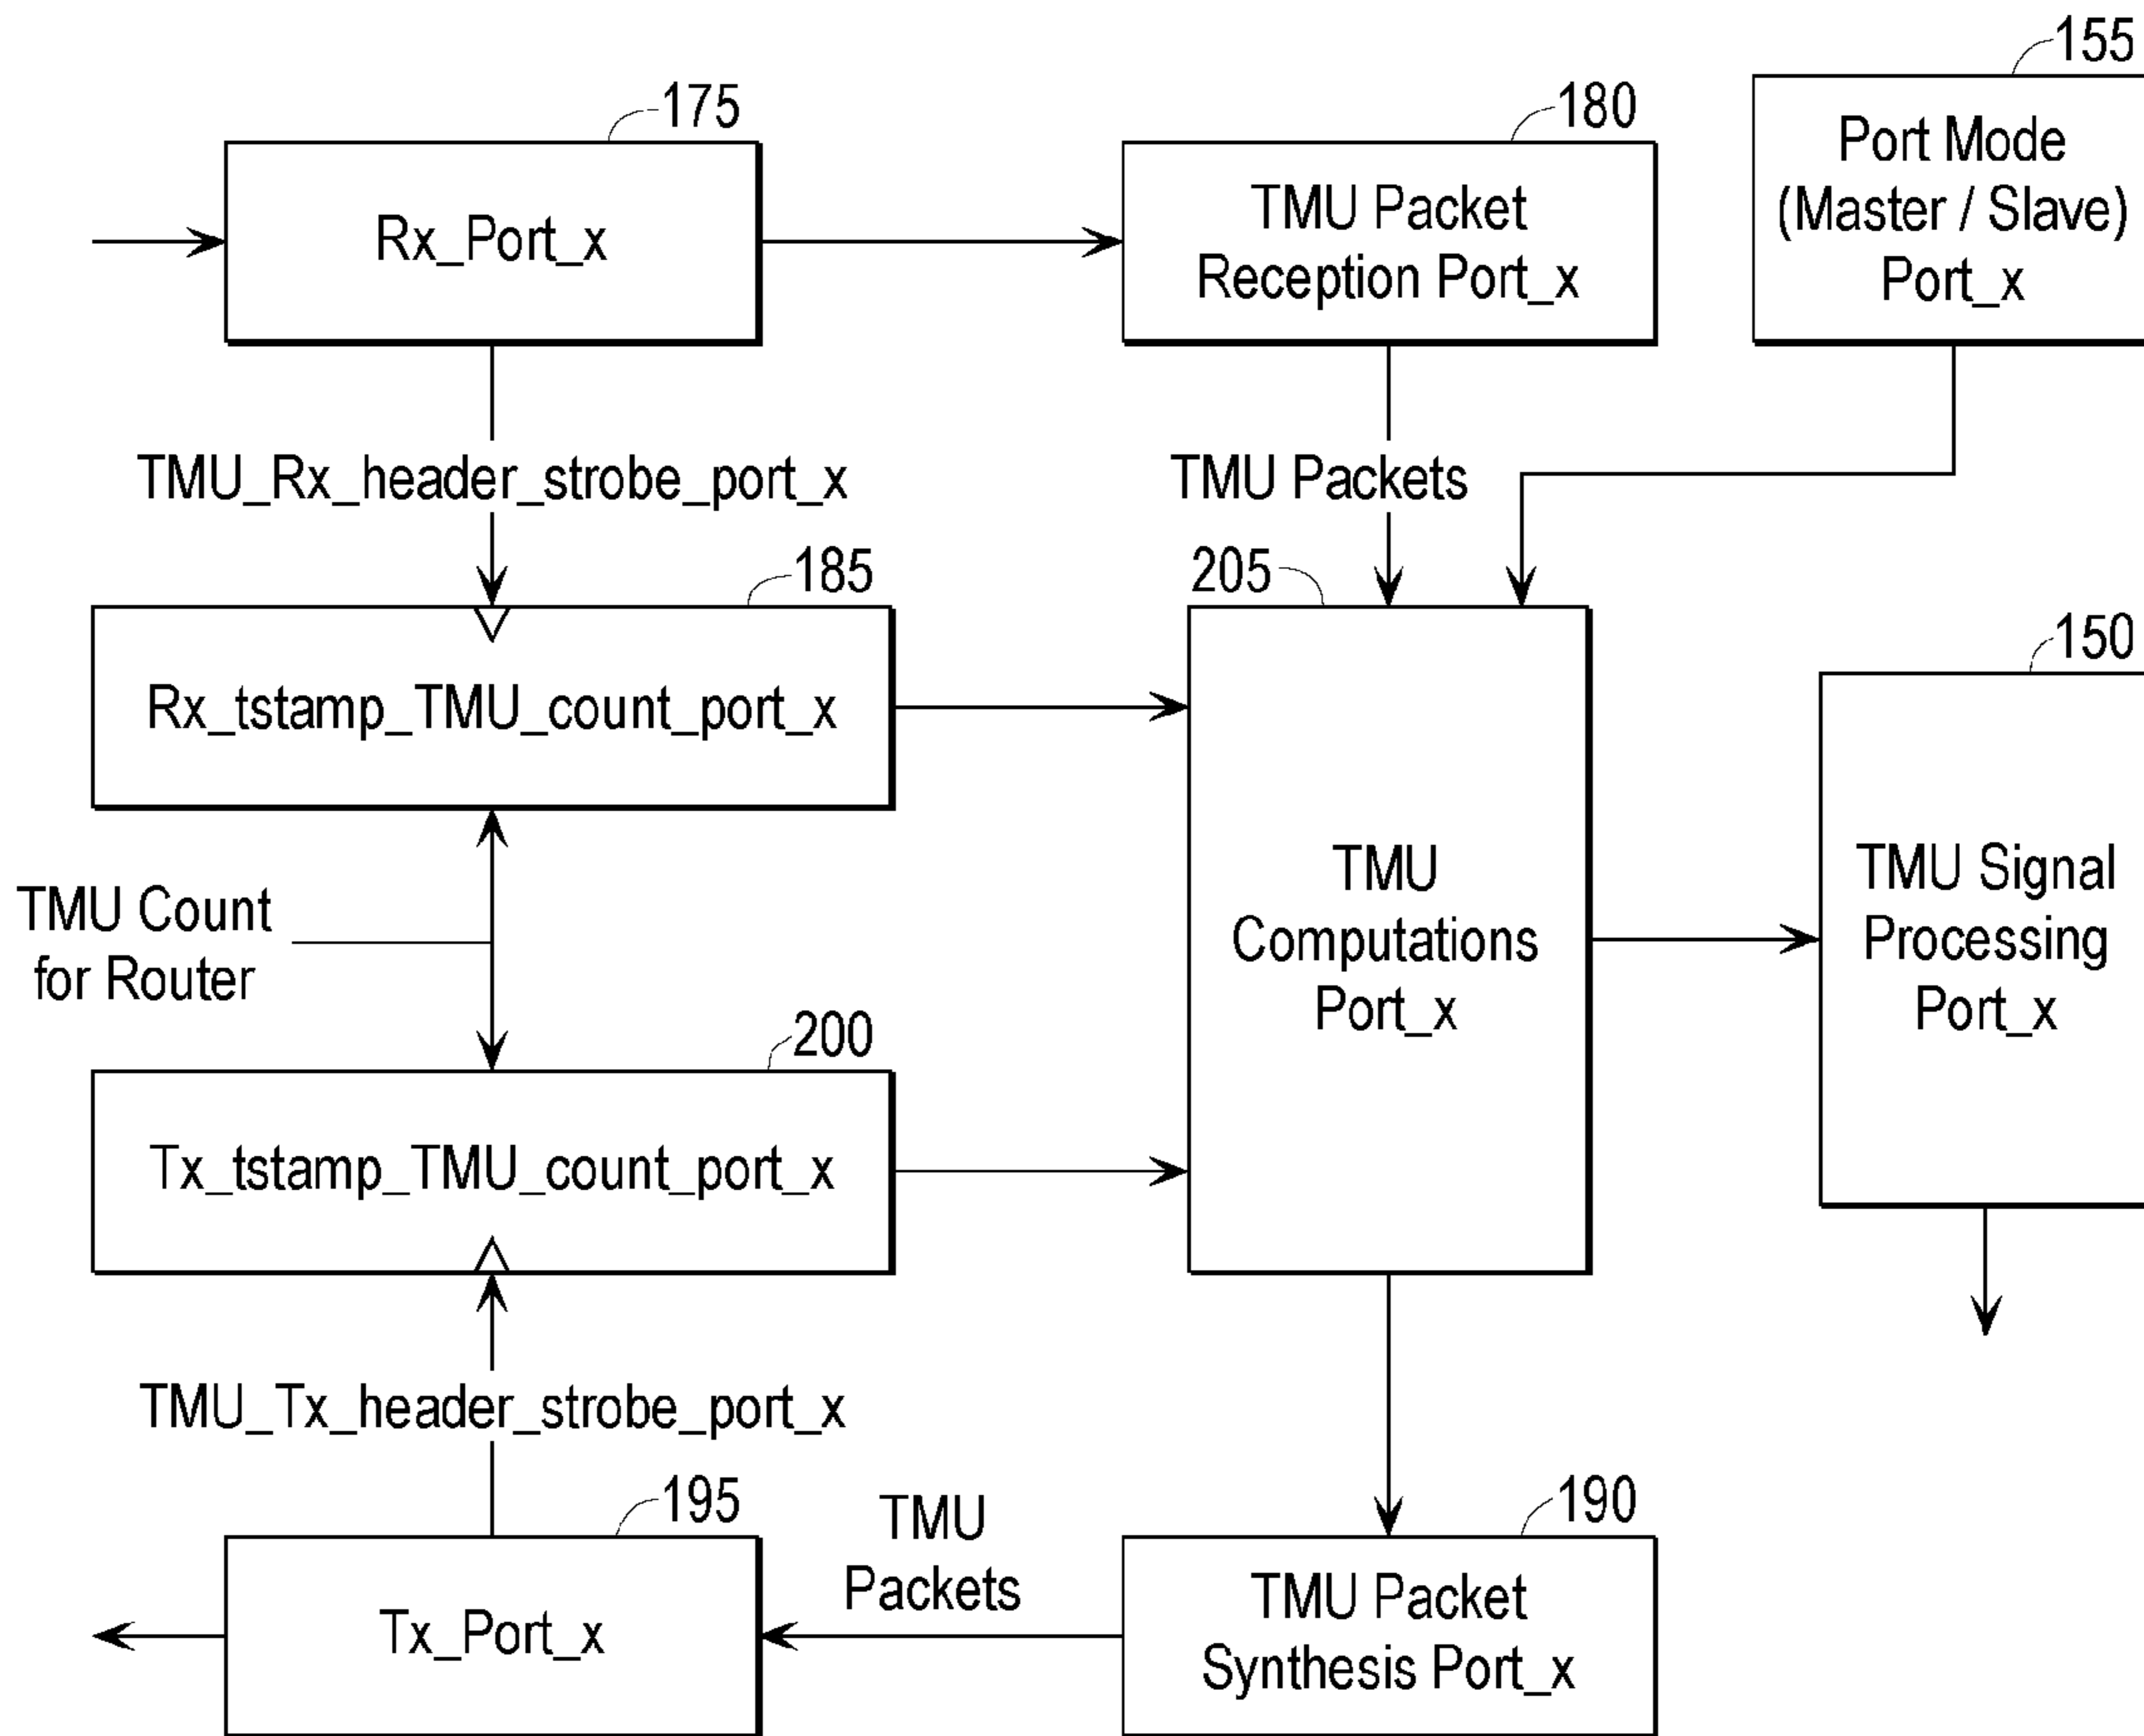 155
175
180
Port Mode
(Master / Slave)
Port_x
Rx_Port_x
TMU Packet
Reception Port_x
TMU_Rx_header_strobe_port_x
TMU Packets
185
205
150
Rx_tstamp_TMU_count_port_x
TMU Count
for Router
TMU
Computations
Port_x
TMU Signal
Processing
Port_x
200
Tx_tstamp_TMU_count_port_x
TMU_Tx_header_strobe_port_x
195
TMU
Packets
190
Tx_Port_x
TMU Packet
Synthesis Port_x